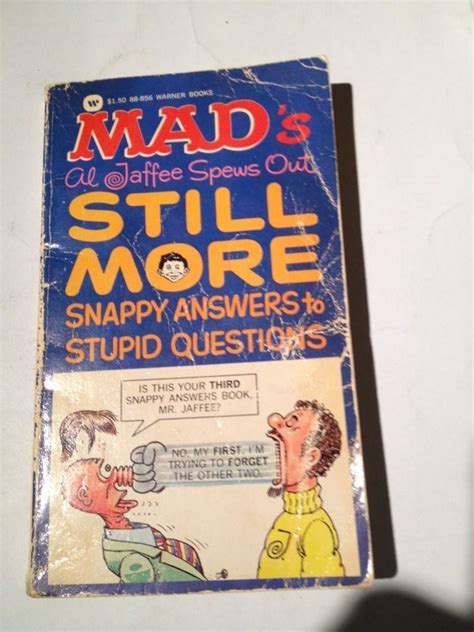 W $1.50 88-856 WARNER BOOKS
MAD's
Al Jaffee Spews Out
STILL
MORE
SNAPPY ANSWERS to
STUPID QUESTIONS
IS THIS YOUR THIRD
SNAPPY ANSWERS BOOK,
MR. JAFFEE?
NO, MY FIRST. I'M
TRYING TO FORGET
THE OTHER TWO.